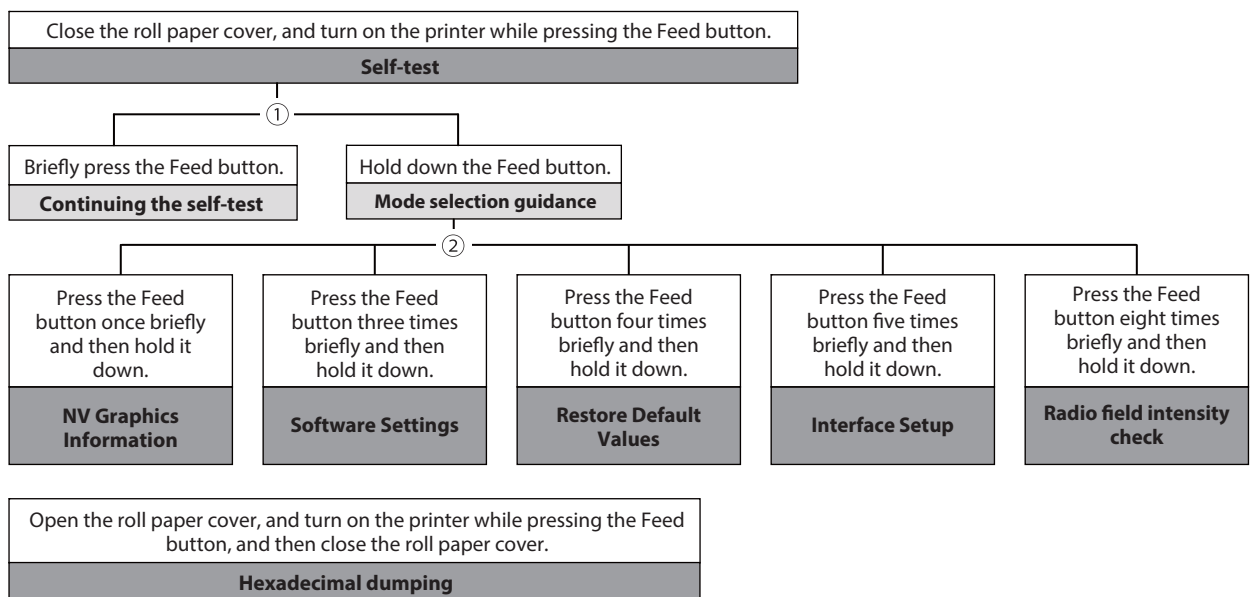 Close the roll paper cover, and turn on the printer while pressing the Feed button.
Self-test
①
Briefly press the Feed button.
Continuing the self-test
Hold down the Feed button.
Mode selection guidance
②
Press the Feed
button once briefly
and then hold it
down.
NV Graphics
Information
Press the Feed
button three times
briefly and then
hold it down.
Software Settings
Press the Feed
button four times
briefly and then
hold it down.
Restore Default
Values
Press the Feed
button five times
briefly and then
hold it down.
Interface Setup
Press the Feed
button eight times
briefly and then
hold it down.
Radio field intensity
check
Open the roll paper cover, and turn on the printer while pressing the Feed
button, and then close the roll paper cover.
Hexadecimal dumping